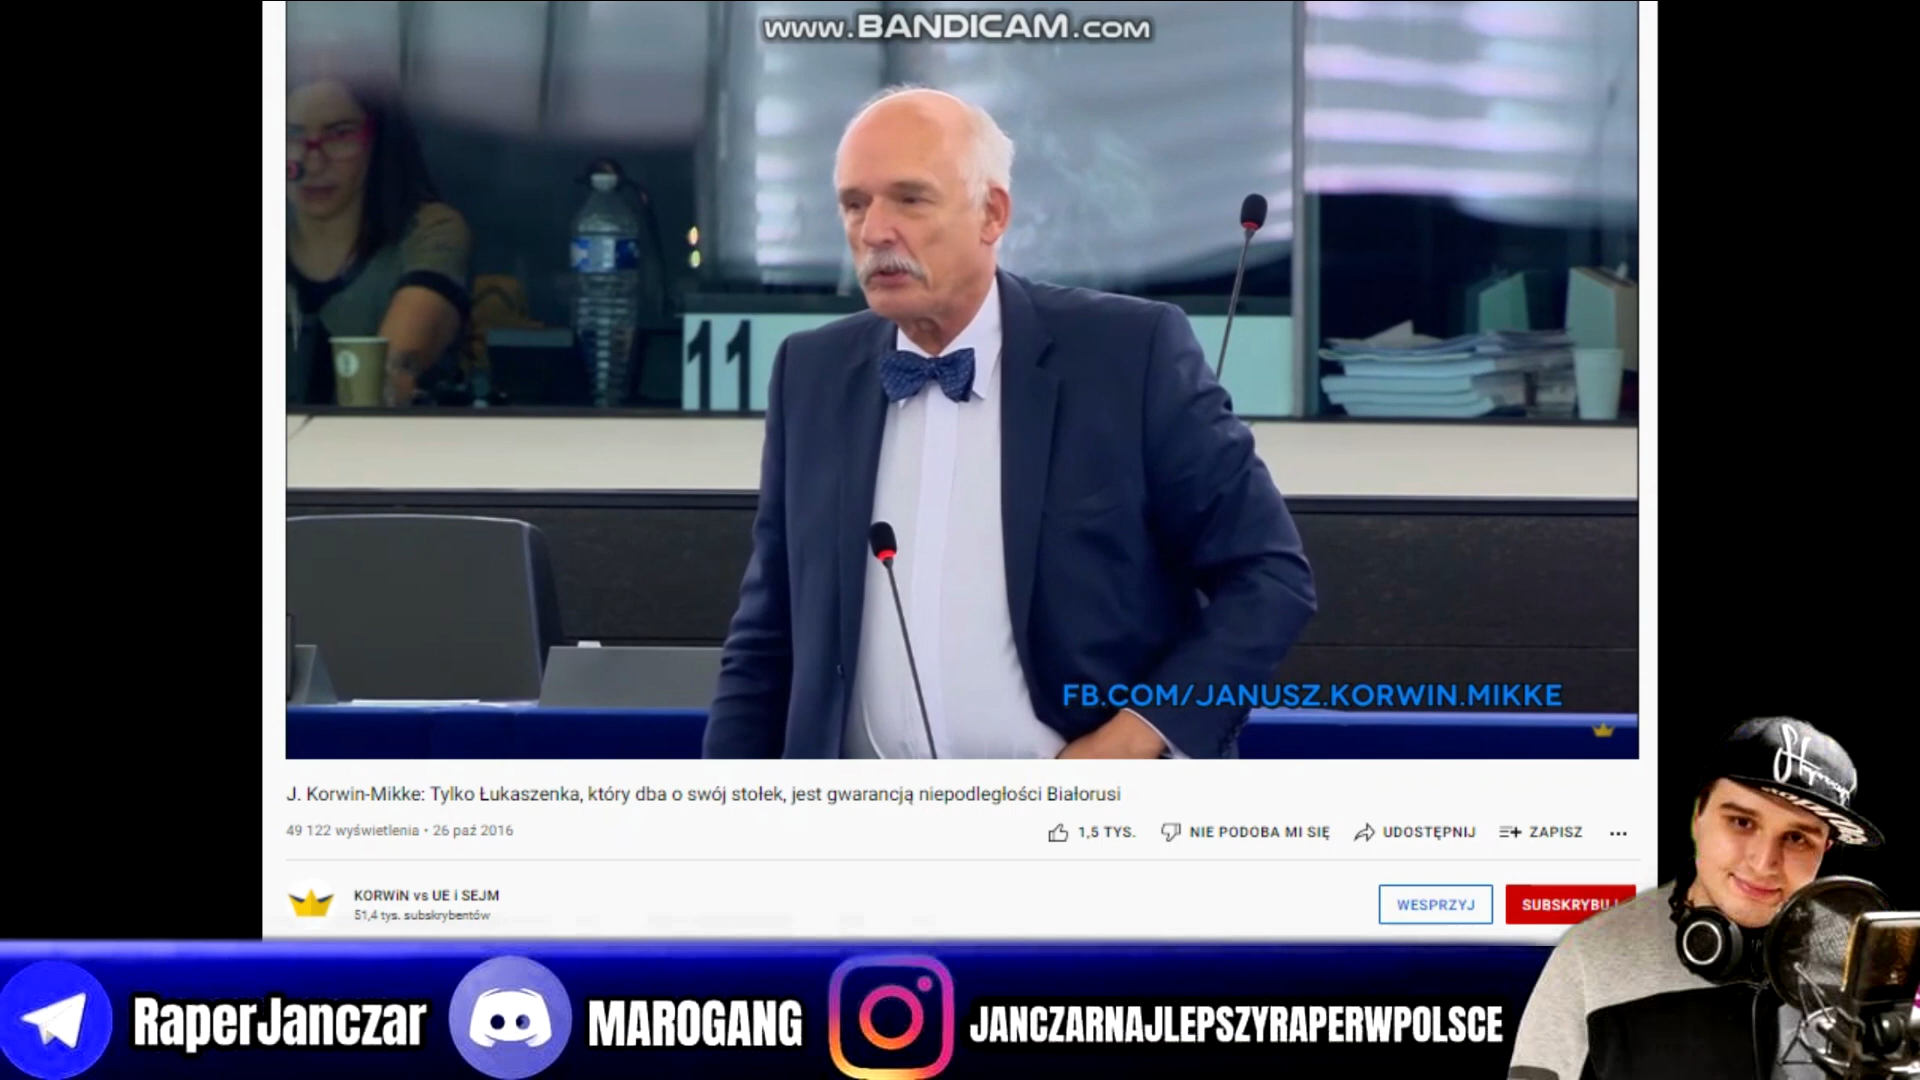 www.BANDICAM.com
11
FB.COM/JANUSZ.KORWIN.MIKKE
J. Korwin-Mikke: Tylko Łukaszenka, który dba o swój stołek, jest gwarancją niepodległości Białorusi
49 122 wyświetlenia • 26 paź 2016
1,5 TYS. NIE PODOBA MI SIĘ UDOSTĘPNIJ ZAPISZ ...
KORWiN vs UE i SEJM
51,4 tys. subskrybentów
WESPRZYJ SUBSKRYBUJ
RaperJanczar MAROGANG JANCZARNAJLEPSZYRAPERWPOLSCE